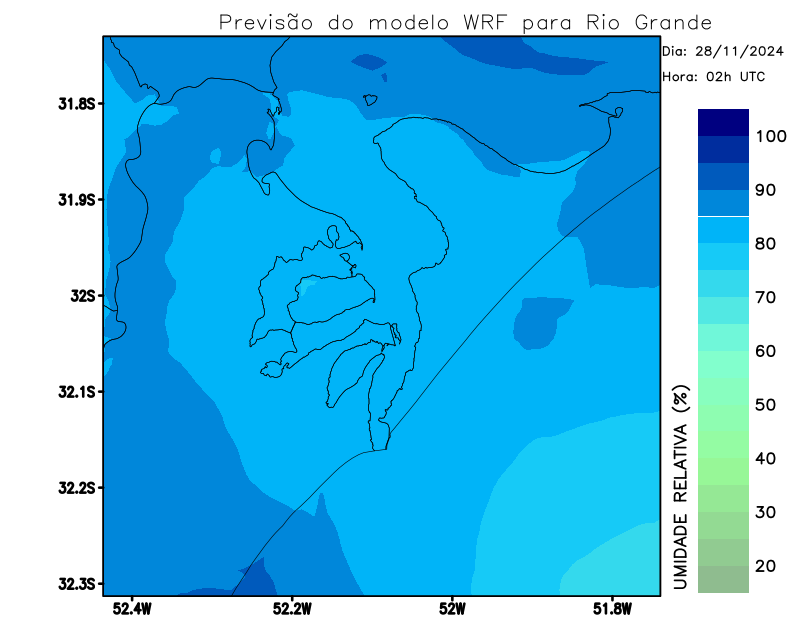 Previsão do modelo WRF para Rio Grande
Dia: 28/11/2024
Hora: 02h UTC
31.8S
31.9S
32S
32.1S
32.2S
32.3S
52.4W
52.2W
52W
51.8W
100
90
80
70
60
50
40
30
20
UMIDADE RELATIVA (%)